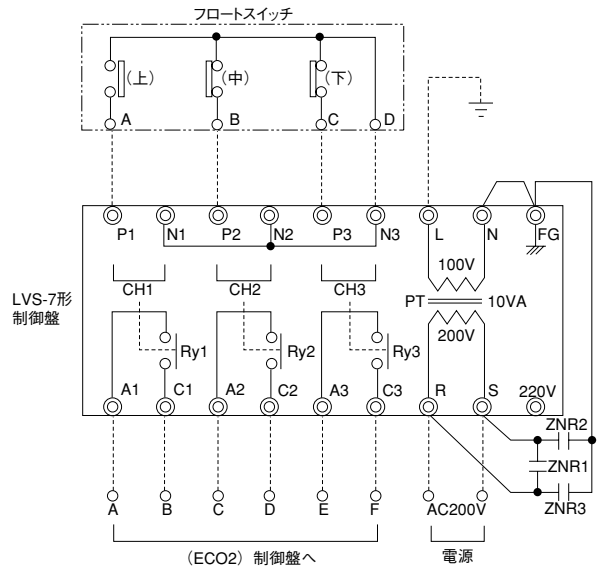 フロートスイッチ
(上) (中) (下)
A B C D
P1 N1 P2 N2 P3 N3 L N FG
100V
CH1 CH2 CH3
PT 10VA
LVS-7形
制御盤
200V
Ry1 Ry2 Ry3
A1 C1 A2 C2 A3 C3 R S 220V
ZNR2
ZNR1
ZNR3
A B C D E F AC200V
(ECO2) 制御盤へ 電源